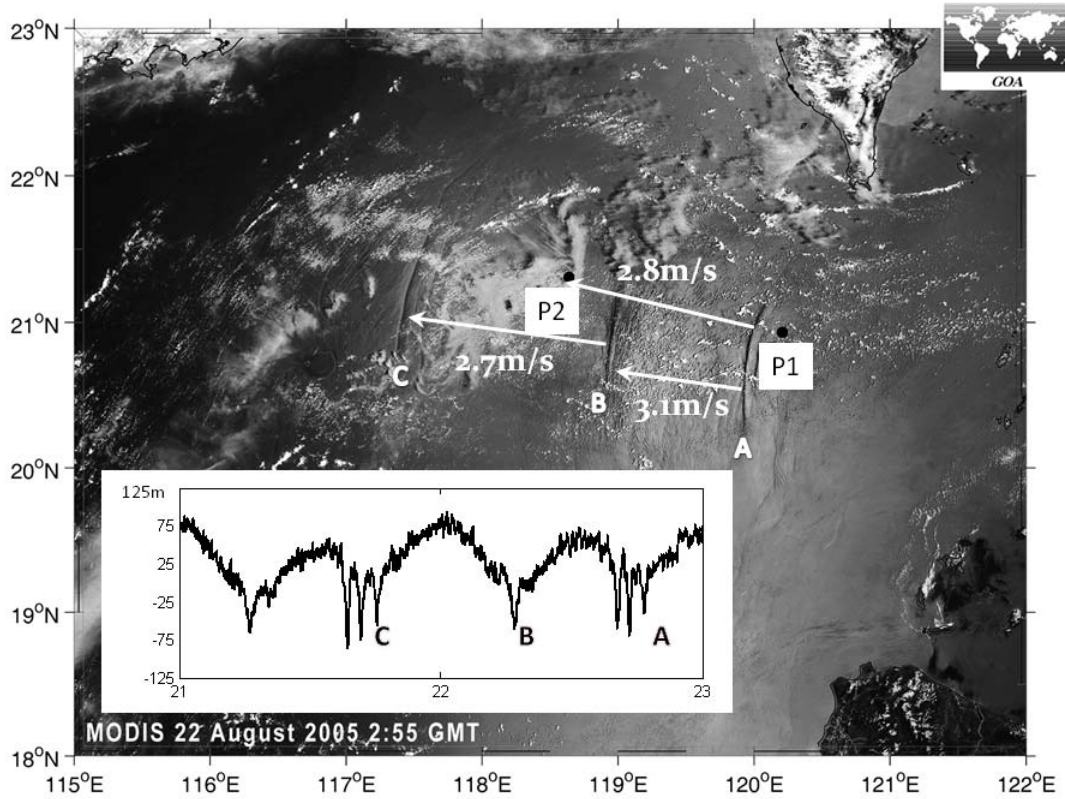 23°N
GOA
22°N
2.8m/s
P2
21°N
P1
2.7m/s
C
B
3.1m/s
A
20°N
125m
75
25
-25
C
B
A
-75
-125
21
22
23
19°N
MODIS 22 August 2005 2:55 GMT
18°N
115°E
116°E
117°E
118°E
119°E
120°E
121°E
122°E